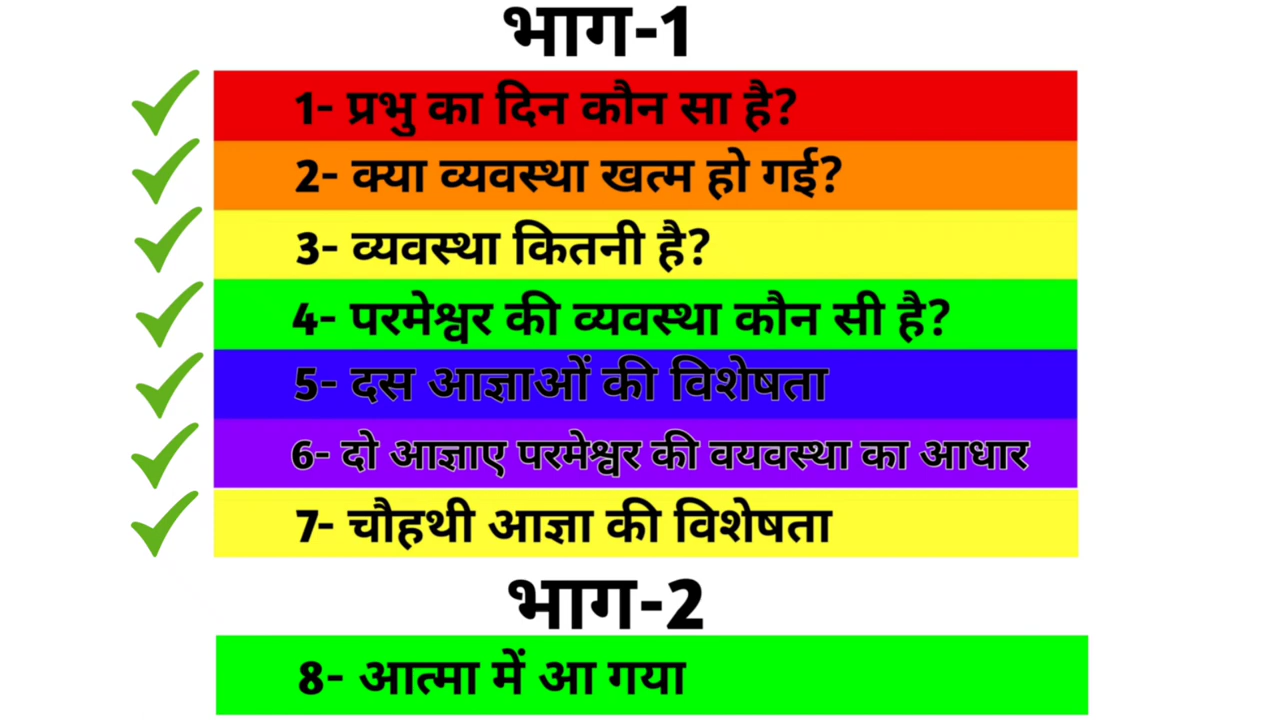 भाग-1
1- प्रभु का दिन कौन सा है?
2- क्या व्यवस्था खत्म हो गई?
3- व्यवस्था कितनी है?
4- परमेश्वर की व्यवस्था कौन सी है?
5- दस आज्ञाओं की विशेषता
6- दो आज्ञाए परमेश्वर की वयवस्था का आधार
7- चौहथी आज्ञा की विशेषता
भाग-2
8- आत्मा में आ गया